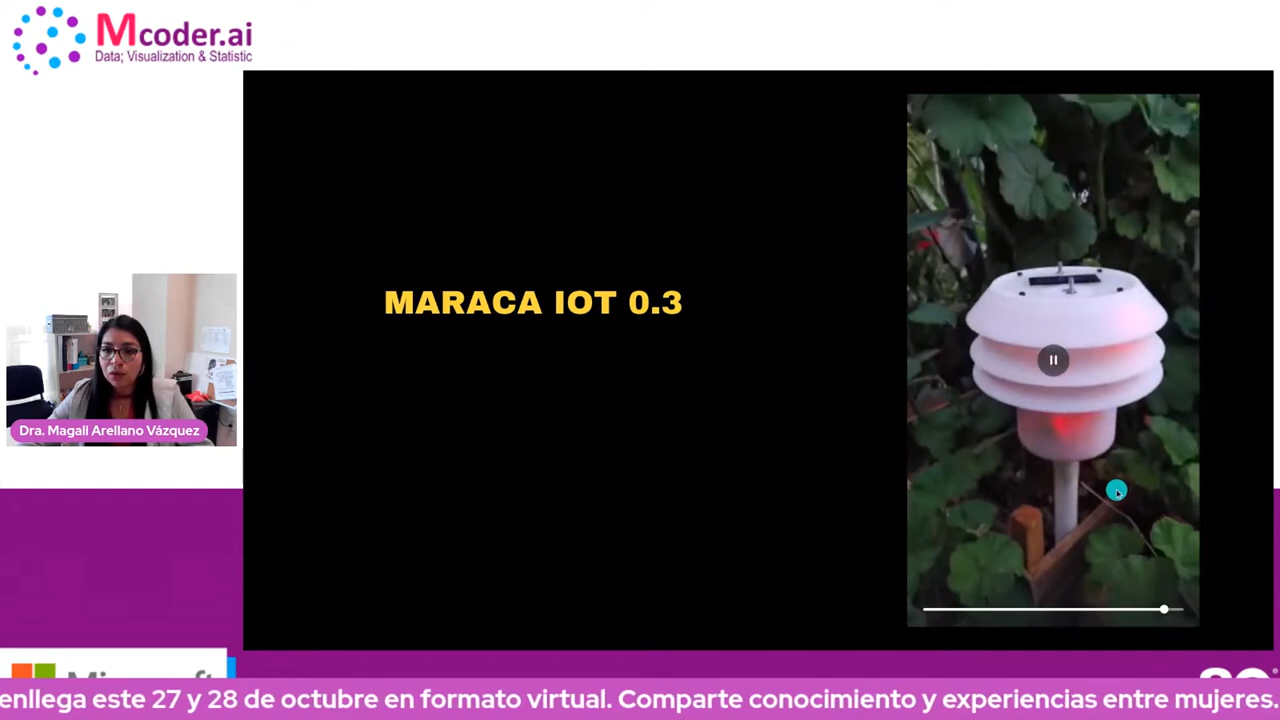 Mcoder.ai
Data; Visualization & Statistic
MARACA IOT 0.3
Dra. Magali Arellano Vázquez
enllega este 27 y 28 de octubre en formato virtual. Comparte conocimiento y experiencias entre mujeres.